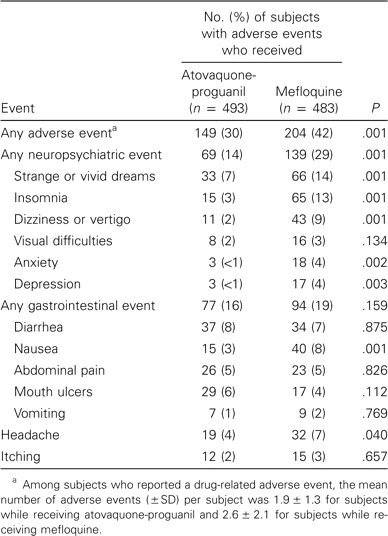 No. (%) of subjects
with adverse events
who received
Atovaquone-
proguanil Mefloquine
Event (n = 493) (n = 483) P
Any adverse eventᵃ 149 (30) 204 (42) .001
Any neuropsychiatric event 69 (14) 139 (29) .001
Strange or vivid dreams 33 (7) 66 (14) .001
Insomnia 15 (3) 65 (13) .001
Dizziness or vertigo 11 (2) 43 (9) .001
Visual difficulties 8 (2) 16 (3) .134
Anxiety 3 (<1) 18 (4) .002
Depression 3 (<1) 17 (4) .003
Any gastrointestinal event 77 (16) 94 (19) .159
Diarrhea 37 (8) 34 (7) .875
Nausea 15 (3) 40 (8) .001
Abdominal pain 26 (5) 23 (5) .826
Mouth ulcers 29 (6) 17 (4) .112
Vomiting 7 (1) 9 (2) .769
Headache 19 (4) 32 (7) .040
Itching 12 (2) 15 (3) .657
ᵃ Among subjects who reported a drug-related adverse event, the mean
number of adverse events (±SD) per subject was 1.9 ± 1.3 for subjects
while receiving atovaquone-proguanil and 2.6 ± 2.1 for subjects while re-
ceiving mefloquine.